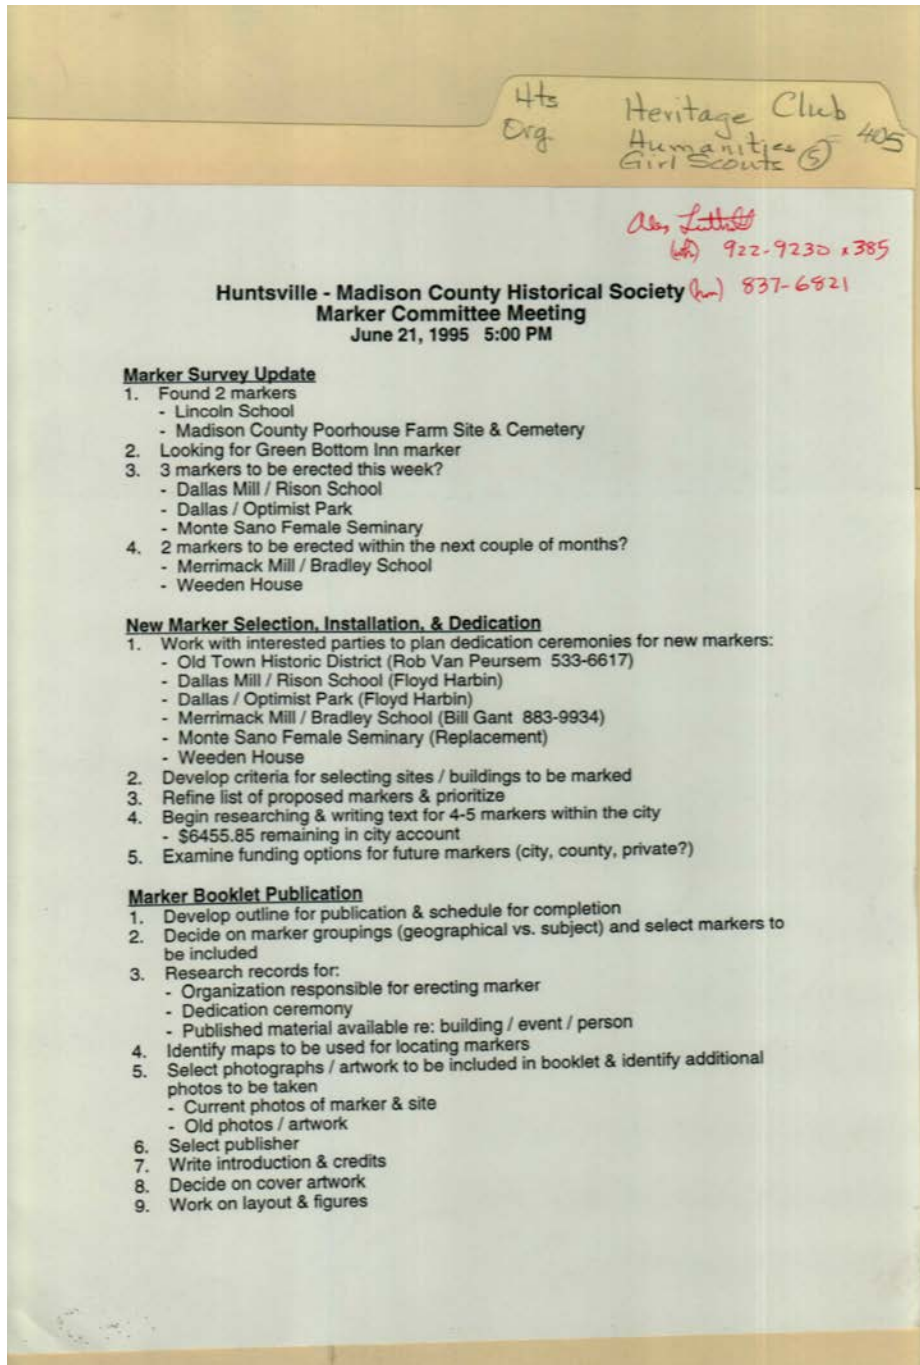 Hts Heritage Club
Org. Humanities 405
Girl Scouts (5)
Alex Luttrell
(wk) 922-9230 x385
Huntsville - Madison County Historical Society (hm) 837-6821
Marker Committee Meeting
June 21, 1995 5:00 PM
Marker Survey Update
1. Found 2 markers
- Lincoln School
- Madison County Poorhouse Farm Site & Cemetery
2. Looking for Green Bottom Inn marker
3. 3 markers to be erected this week?
- Dallas Mill / Rison School
- Dallas / Optimist Park
- Monte Sano Female Seminary
4. 2 markers to be erected within the next couple of months?
- Merrimack Mill / Bradley School
- Weeden House
New Marker Selection, Installation, & Dedication
1. Work with interested parties to plan dedication ceremonies for new markers:
- Old Town Historic District (Rob Van Peursem 533-6617)
- Dallas Mill / Rison School (Floyd Harbin)
- Dallas / Optimist Park (Floyd Harbin)
- Merrimack Mill / Bradley School (Bill Gant 883-9934)
- Monte Sano Female Seminary (Replacement)
- Weeden House
2. Develop criteria for selecting sites / buildings to be marked
3. Refine list of proposed markers & prioritize
4. Begin researching & writing text for 4-5 markers within the city
- $6455.85 remaining in city account
5. Examine funding options for future markers (city, county, private?)
Marker Booklet Publication
1. Develop outline for publication & schedule for completion
2. Decide on marker groupings (geographical vs. subject) and select markers to
be included
3. Research records for:
- Organization responsible for erecting marker
- Dedication ceremony
- Published material available re: building / event / person
4. Identify maps to be used for locating markers
5. Select photographs / artwork to be included in booklet & identify additional
photos to be taken
- Current photos of marker & site
- Old photos / artwork
6. Select publisher
7. Write introduction & credits
8. Decide on cover artwork
9. Work on layout & figures